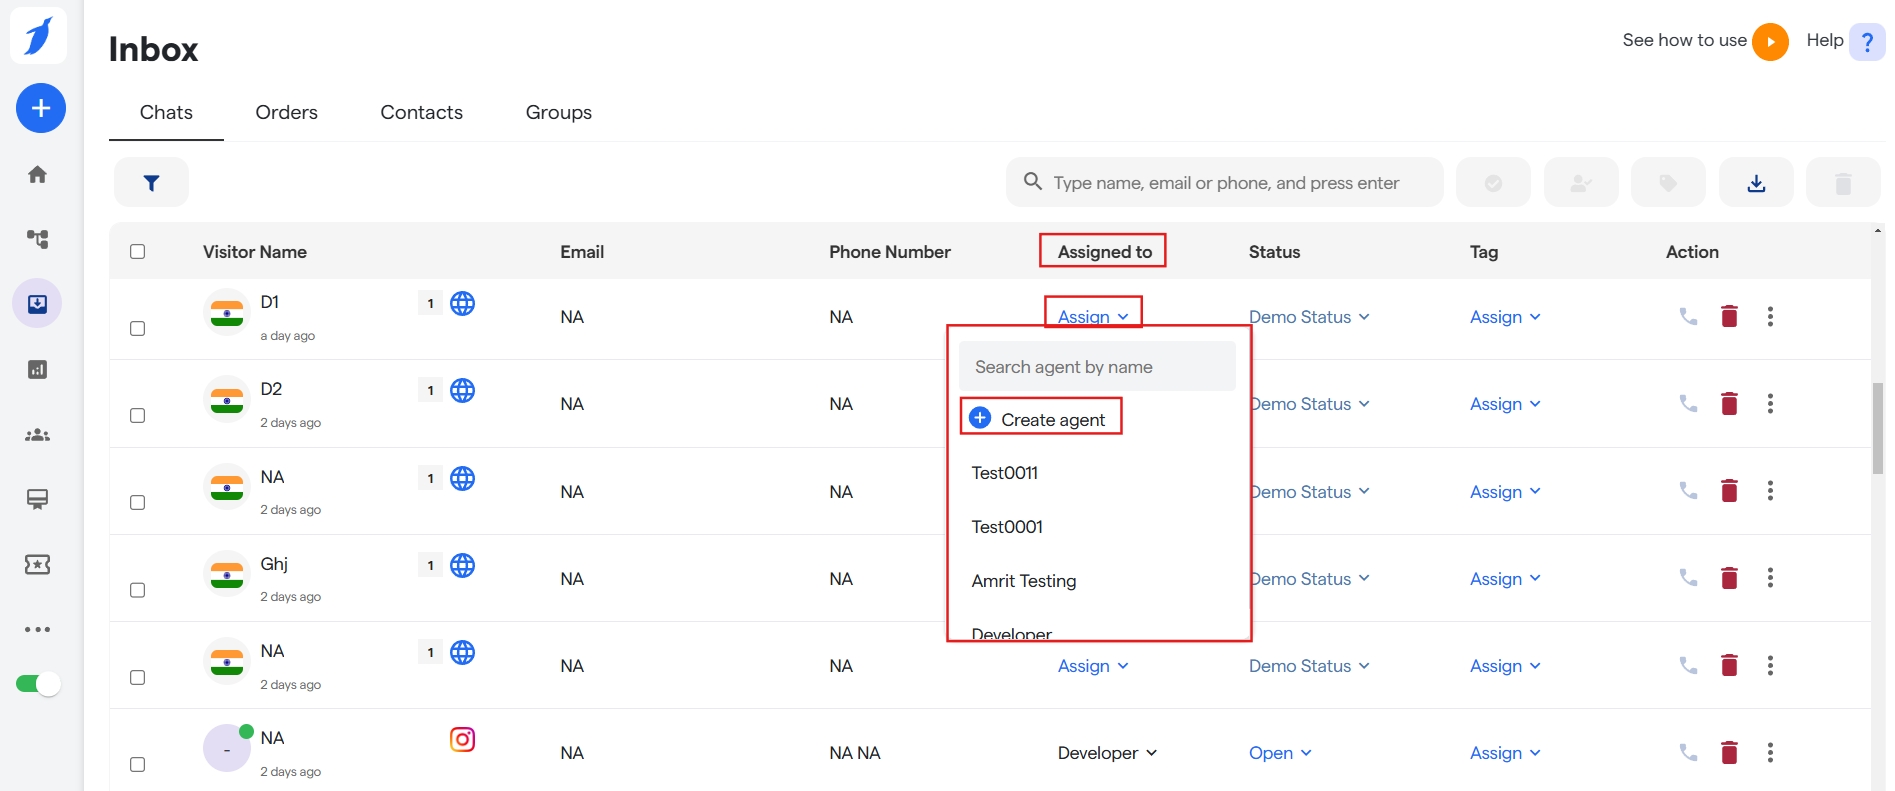 Inbox
See how to use
Help ?
Chats Orders Contacts Groups
Type name, email or phone, and press enter
Visitor Name Email Phone Number Assigned to Status Tag Action
D1 1 NA NA Assign Demo Status Assign
a day ago
Search agent by name
D2 1 NA NA Demo Status Assign
2 days ago
Create agent
Test0011
NA 1 NA NA Demo Status Assign
2 days ago
Test0001
Ghj 1 NA NA Demo Status Assign
2 days ago
Amrit Testing
Developer
NA 1 NA NA Assign Demo Status Assign
2 days ago
- NA NA NA NA Developer Open Assign
2 days ago